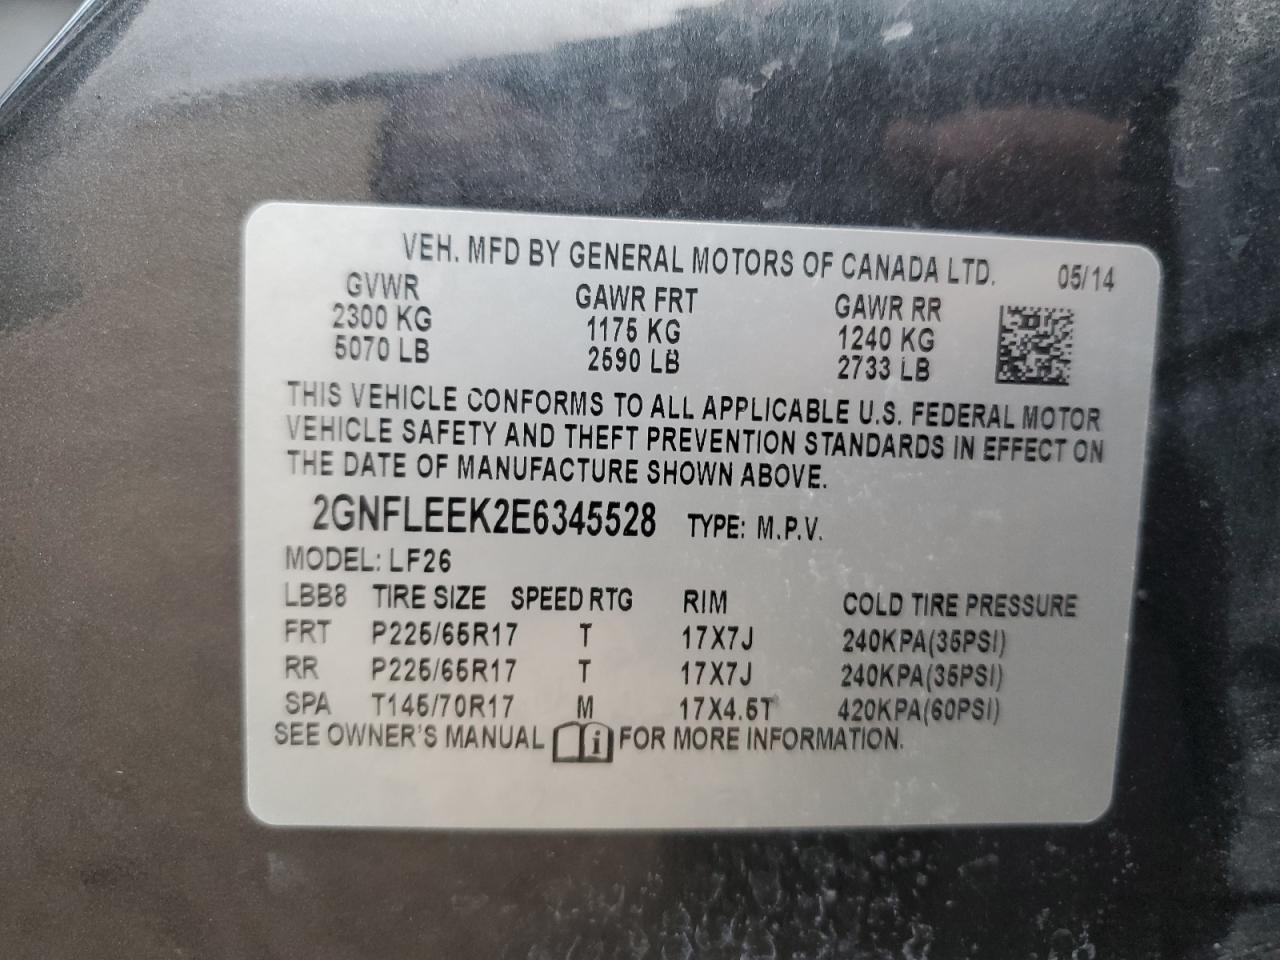 VEH. MFD BY GENERAL MOTORS OF CANADA LTD. 05/14
GVWR GAWR FRT GAWR RR
2300 KG 1175 KG 1240 KG
5070 LB 2590 LB 2733 LB
THIS VEHICLE CONFORMS TO ALL APPLICABLE U.S. FEDERAL MOTOR
VEHICLE SAFETY AND THEFT PREVENTION STANDARDS IN EFFECT ON
THE DATE OF MANUFACTURE SHOWN ABOVE.
2GNFLEEK2E6345528 TYPE: M.P.V.
MODEL: LF26
LBB8 TIRE SIZE SPEED RTG RIM COLD TIRE PRESSURE
FRT P225/65R17 T 17X7J 240KPA(35PSI)
RR P225/65R17 T 17X7J 240KPA(35PSI)
SPA T145/70R17 M 17X4.5T 420KPA(60PSI)
SEE OWNER'S MANUAL i FOR MORE INFORMATION.